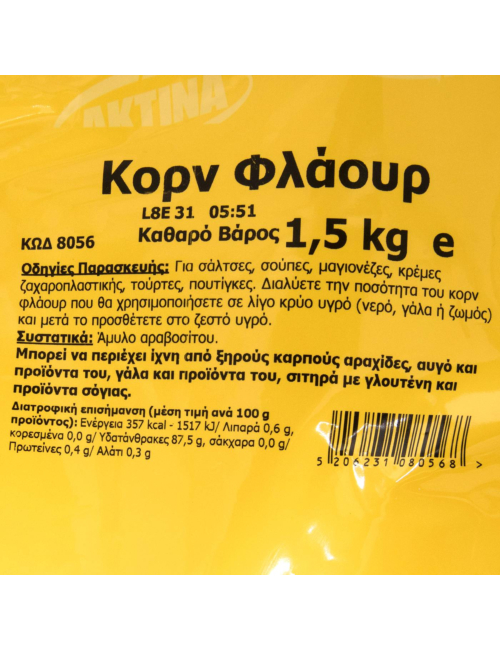 ΑΚΤΙΝΑ
Κορν Φλάουρ
L8E 31 05:51
ΚΩΔ 8056 Καθαρό Βάρος 1,5 kg e
Οδηγίες Παρασκευής: Για σάλτσες, σούπες, μαγιονέζες, κρέμες
ζαχαροπλαστικής, τούρτες, πουτίγκες. Διαλύετε την ποσότητα του κορν
φλάουρ που θα χρησιμοποιήσετε σε λίγο κρύο υγρό (νερό, γάλα ή ζωμός)
και μετά το προσθέτετε στο ζεστό υγρό.
Συστατικά: Άμυλο αραβοσίτου.
Μπορεί να περιέχει ίχνη από ξηρούς καρπούς αραχίδες, αυγό και
προϊόντα του, γάλα και προϊόντα του, σιτηρά με γλουτένη και
προϊόντα σόγιας.
Διατροφική επισήμανση (μέση τιμή ανά 100 g
προϊόντος): Ενέργεια 357 kcal - 1517 kJ/ Λιπαρά 0,6 g,
κορεσμένα 0,0 g/ Υδατάνθρακες 87,5 g, σάκχαρα 0,0 g/
Πρωτεΐνες 0,4 g/ Αλάτι 0,3 g
5 206231 080568 >